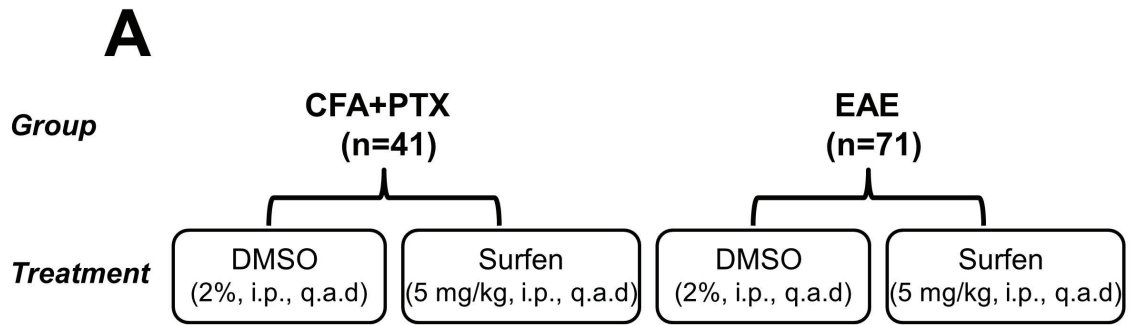 A
Group
CFA+PTX
(n=41)
EAE
(n=71)
Treatment
DMSO
(2%, i.p., q.a.d)
Surfen
(5 mg/kg, i.p., q.a.d)
DMSO
(2%, i.p., q.a.d)
Surfen
(5 mg/kg, i.p., q.a.d)